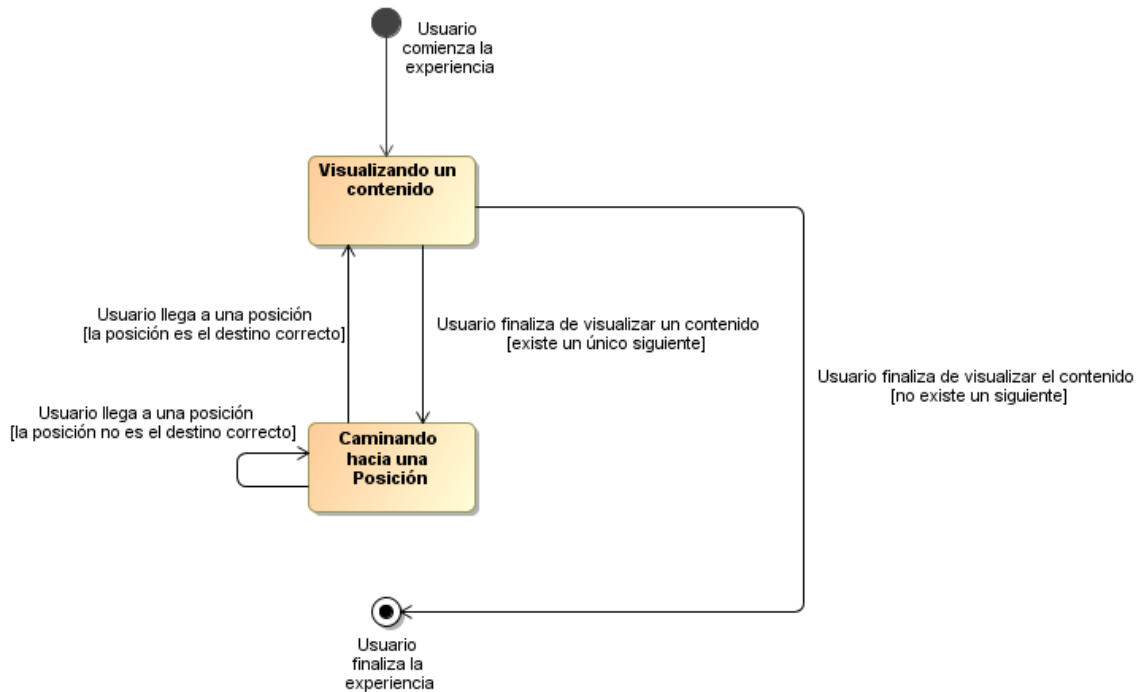 Usuario
comienza la
experiencia
Visualizando un
contenido
Usuario llega a una posición
[la posición es el destino correcto]
Usuario finaliza de visualizar un contenido
[existe un único siguiente]
Usuario finaliza de visualizar el contenido
[no existe un siguiente]
Usuario llega a una posición
[la posición no es el destino correcto]
Caminando
hacia una
Posición
Usuario
finaliza la
experiencia